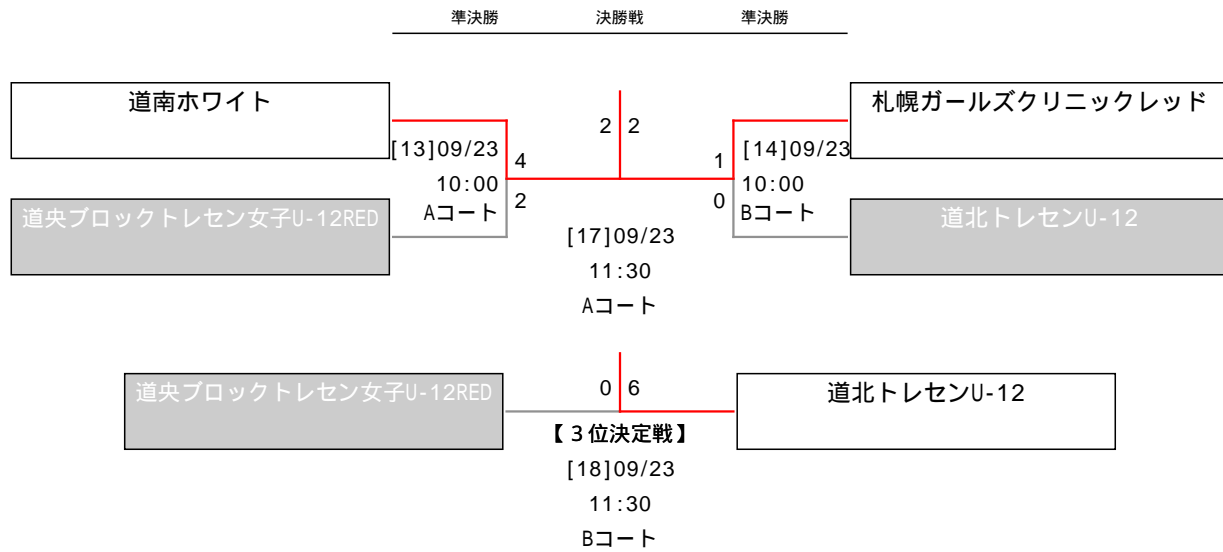 準決勝 決勝戦 準決勝
道南ホワイト 札幌ガールズクリニックレッド
2 2
[13]09/23 4 1 [14]09/23
10:00 10:00
Aコート 2 0 Bコート
道央ブロックトレセン女子U-12RED 道北トレセンU-12
[17]09/23
11:30
Aコート
道央ブロックトレセン女子U-12RED 0 6 道北トレセンU-12
【３位決定戦】
[18]09/23
11:30
Bコート